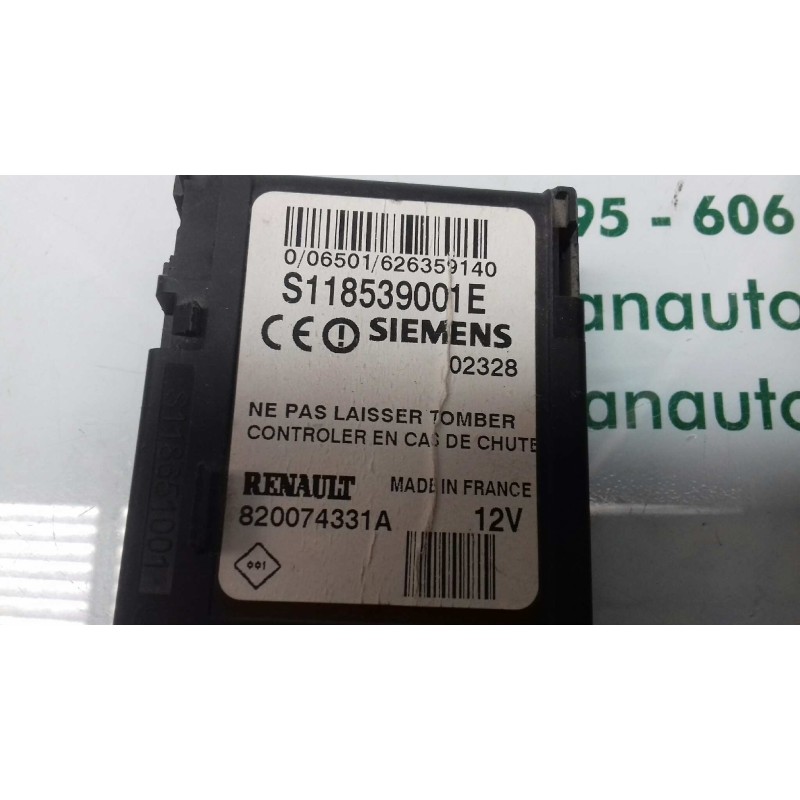 0/06501/626359140
S118539001E
CE SIEMENS
02328
NE PAS LAISSER TOMBER
CONTROLER EN CAS DE CHUTE
RENAULT MADE IN FRANCE
820074331A 12V
001
95 - 606
anauto
anauto.